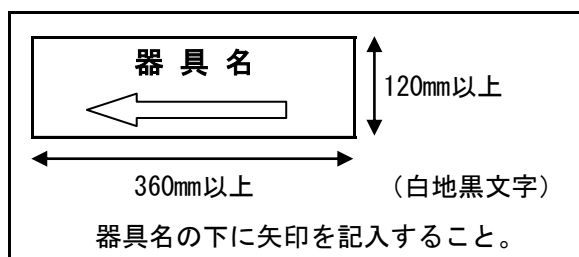 器 具 名
120mm以上
360mm以上 （白地黒文字）
器具名の下に矢印を記入すること。